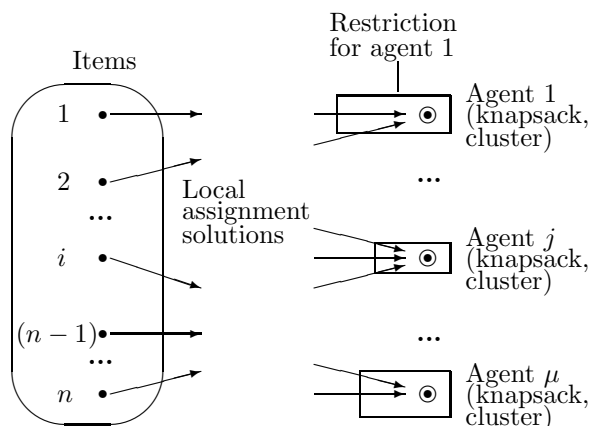 Restriction
for agent 1
Items
1
2
...
i
(n − 1)
...
n
Local
assignment
solutions
Agent 1
(knapsack,
cluster)
...
Agent j
(knapsack,
cluster)
...
Agent μ
(knapsack,
cluster)